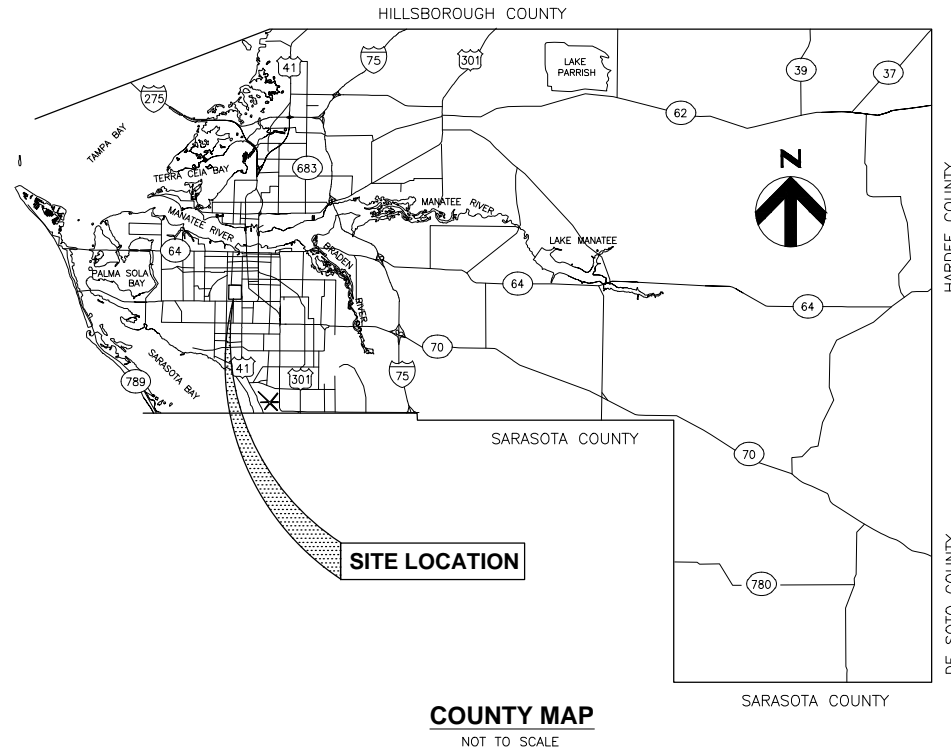 HILLSBOROUGH COUNTY
41
75
301
LAKE
PARRISH
39
37
275
62
TAMPA BAY
TERRA CEIA BAY
683
N
HARDEE COUNTY
MANATEE RIVER
MANATEE RIVER
64
BRADEN
RIVER
LAKE MANATEE
PALMA SOLA
BAY
64
64
70
SARASOTA BAY
41
301
75
789
SARASOTA COUNTY
70
SITE LOCATION
780
DE SOTO COUNTY
SARASOTA COUNTY
COUNTY MAP
NOT TO SCALE